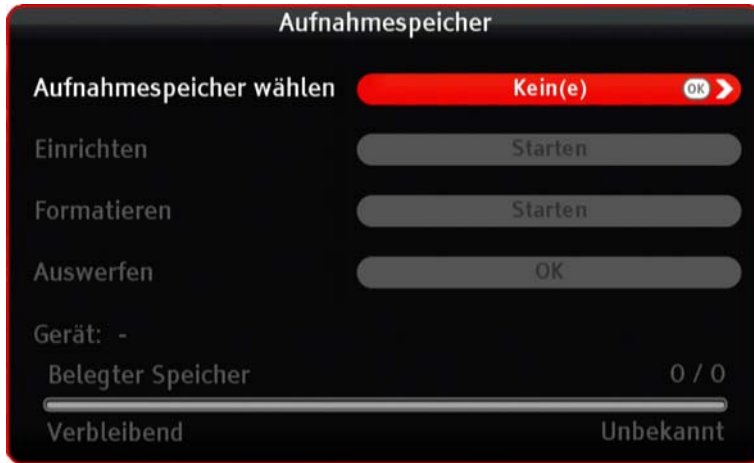 Aufnahmespeicher
Aufnahmespeicher wählen Kein(e) OK
Einrichten Starten
Formatieren Starten
Auswerfen OK
Gerät: -
Belegter Speicher 0 / 0
Verbleibend Unbekannt